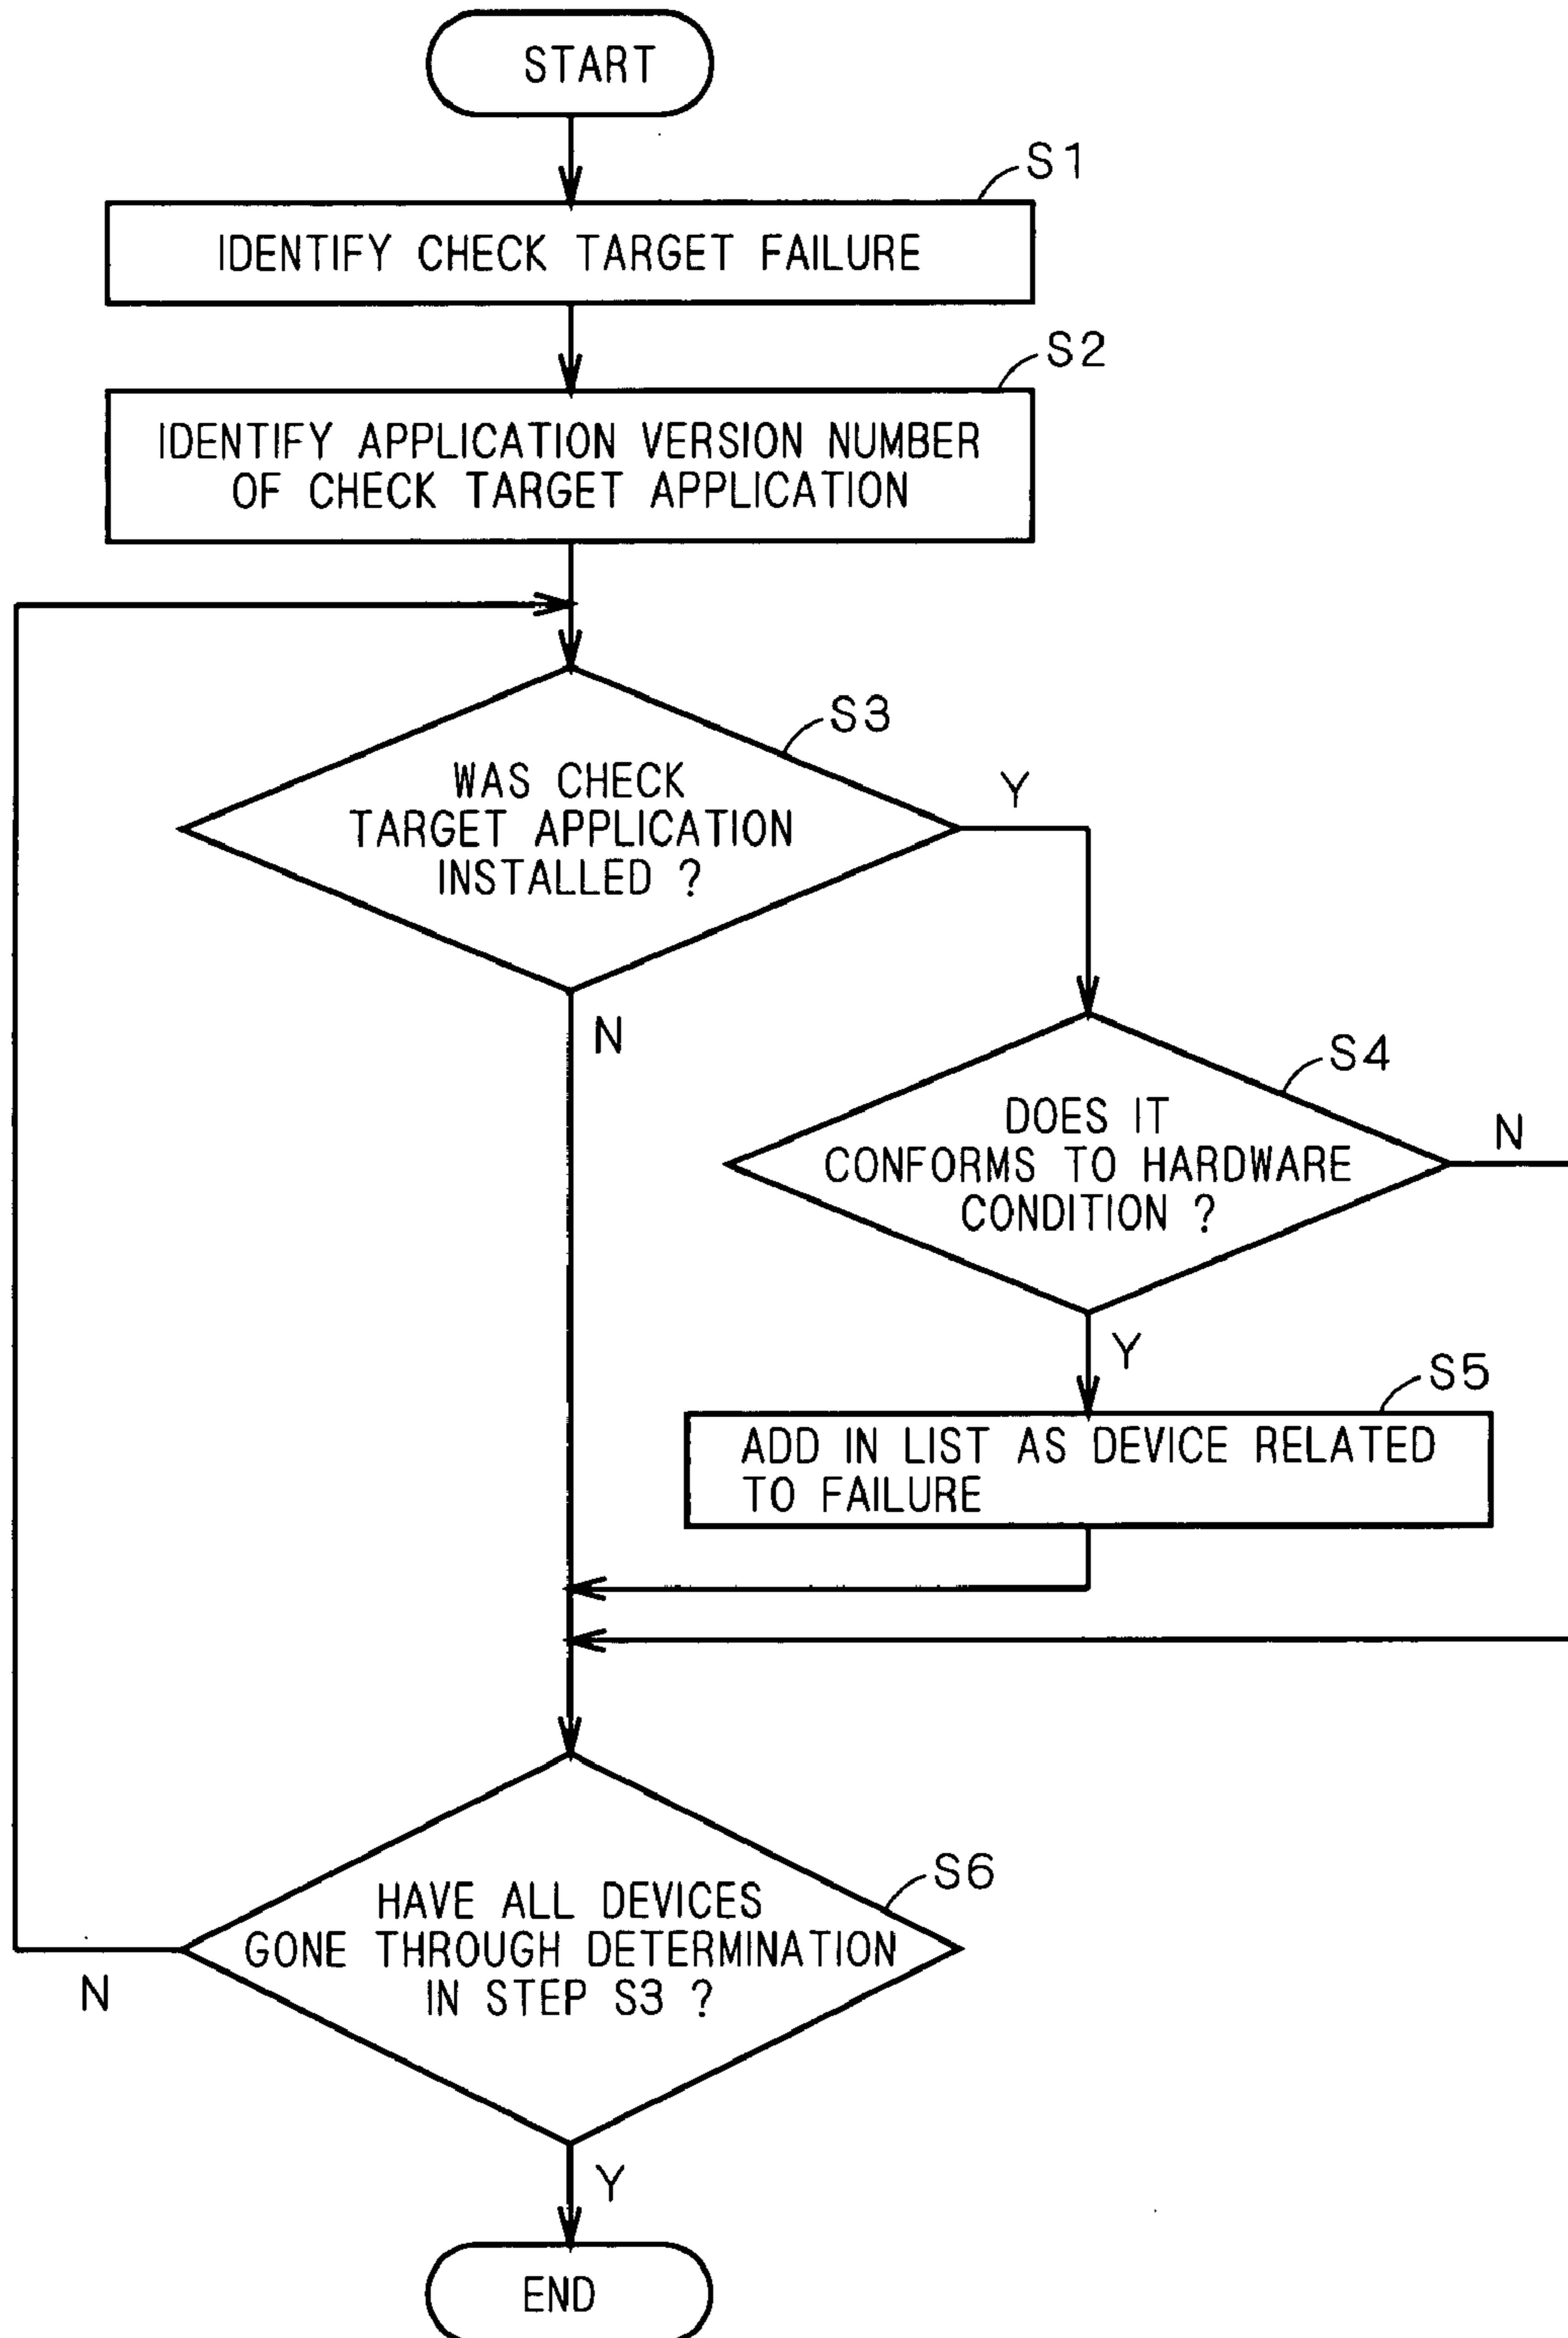 START
S1
IDENTIFY CHECK TARGET FAILURE
S2
IDENTIFY APPLICATION VERSION NUMBER
OF CHECK TARGET APPLICATION
S3
WAS CHECK
TARGET APPLICATION
INSTALLED ?
Y
N
S4
DOES IT
CONFORMS TO HARDWARE
CONDITION ?
N
Y
S5
ADD IN LIST AS DEVICE RELATED
TO FAILURE
S6
HAVE ALL DEVICES
GONE THROUGH DETERMINATION
IN STEP S3 ?
N
Y
END